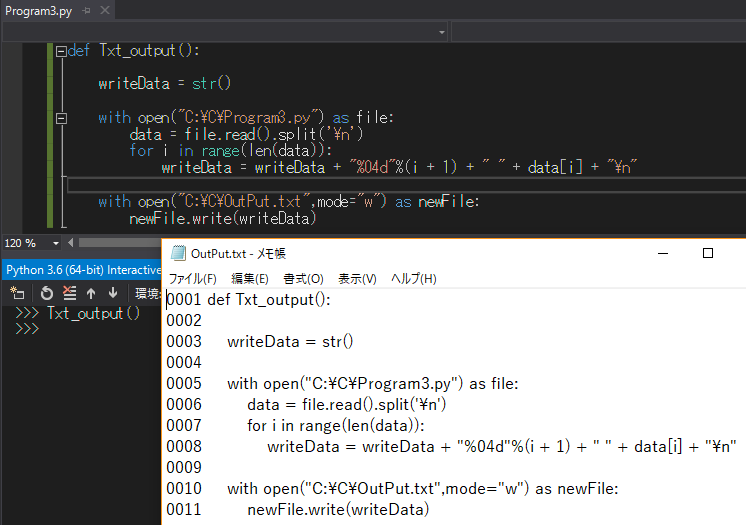 Program3.py
def Txt_output():
writeData = str()
with open("C:¥C¥Program3.py") as file:
data = file.read().split('¥n')
for i in range(len(data)):
writeData = writeData + "%04d"%(i + 1) + " " + data[i] + "¥n"
with open("C:¥C¥OutPut.txt",mode="w") as newFile:
newFile.write(writeData)
120 %
Python 3.6 (64-bit) Interactive
環境:
>>> Txt_output()
>>>
OutPut.txt - メモ帳
ファイル(F) 編集(E) 書式(O) 表示(V) ヘルプ(H)
0001 def Txt_output():
0002
0003 writeData = str()
0004
0005 with open("C:¥C¥Program3.py") as file:
0006 data = file.read().split('¥n')
0007 for i in range(len(data)):
0008 writeData = writeData + "%04d"%(i + 1) + " " + data[i] + "¥n"
0009
0010 with open("C:¥C¥OutPut.txt",mode="w") as newFile:
0011 newFile.write(writeData)